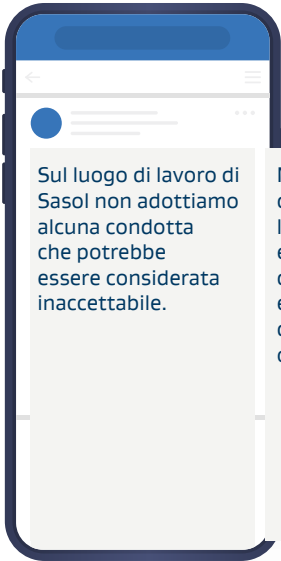 Sul luogo di lavoro di
Sasol non adottiamo
alcuna condotta
che potrebbe
essere considerata
inaccettabile.